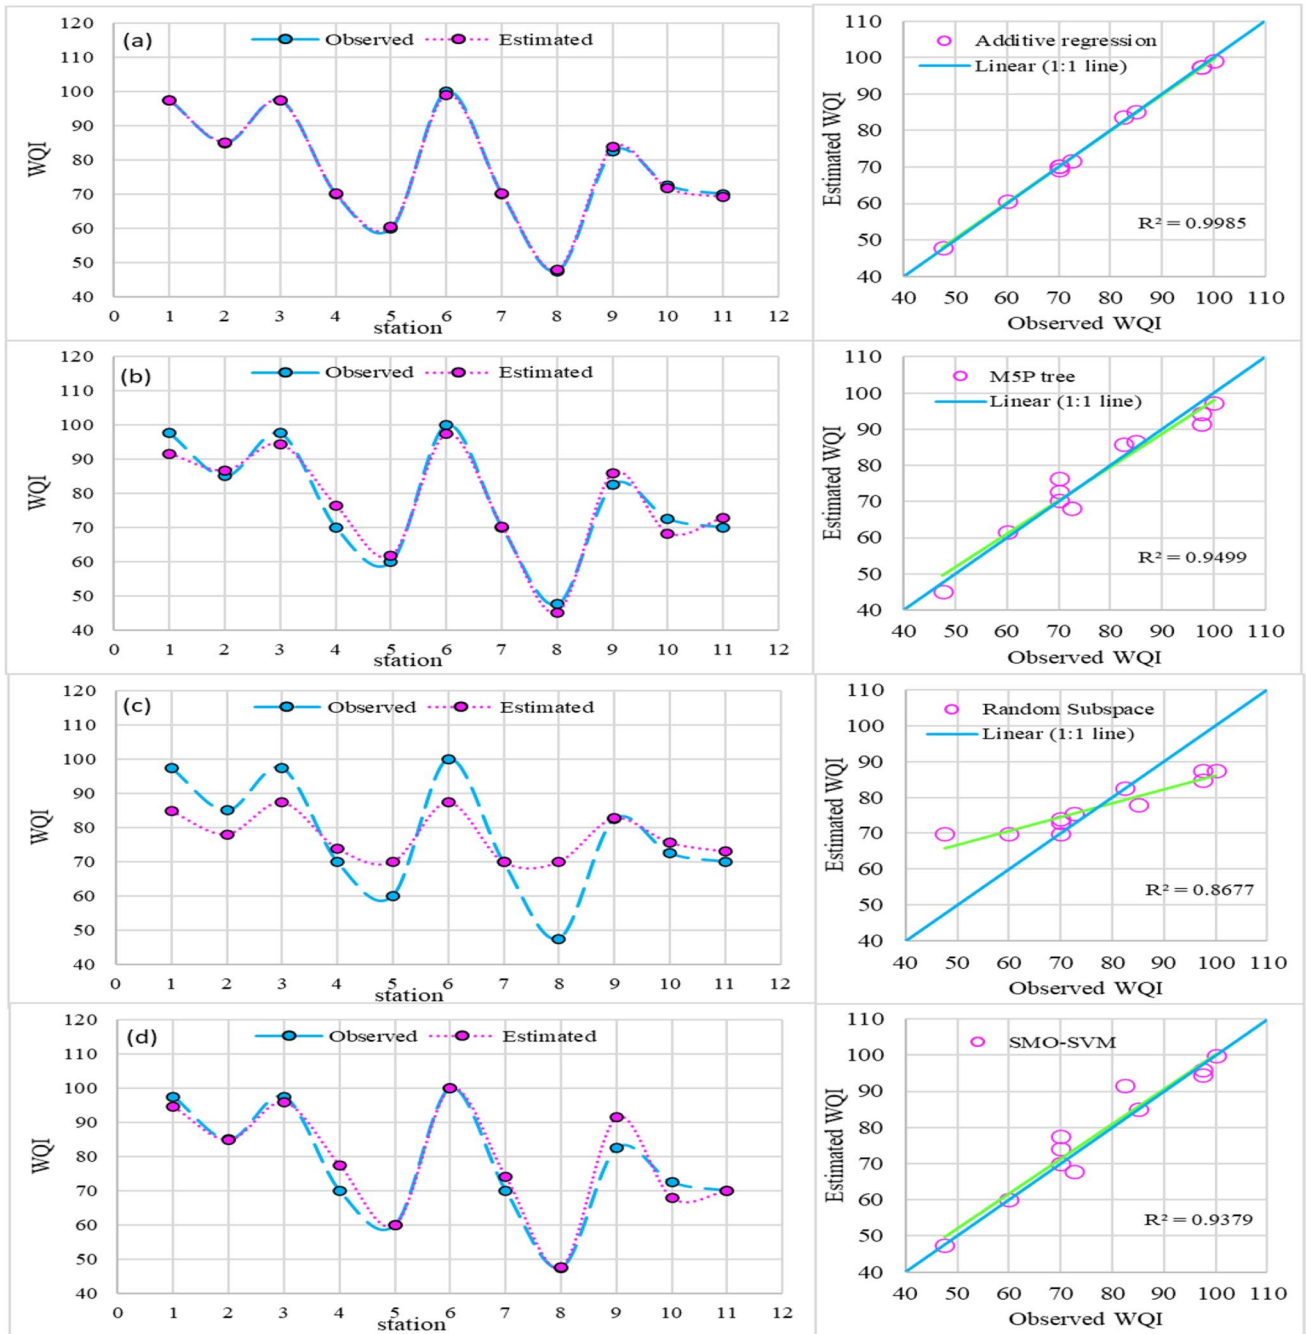 (a)
Observed
Estimated
120
110
100
90
80
70
60
50
40
WQI
0 1 2 3 4 5 6 7 8 9 10 11 12
station
Additive regression
Linear (1:1 line)
110
100
90
80
70
60
50
40
Estimated WQI
R² = 0.9985
40 50 60 70 80 90 100 110
Observed WQI
(b)
Observed
Estimated
120
110
100
90
80
70
60
50
40
WQI
0 1 2 3 4 5 6 7 8 9 10 11 12
station
M5P tree
Linear (1:1 line)
110
100
90
80
70
60
50
40
Estimated WQI
R² = 0.9499
40 50 60 70 80 90 100 110
Observed WQI
(c)
Observed
Estimated
120
110
100
90
80
70
60
50
40
WQI
0 1 2 3 4 5 6 7 8 9 10 11 12
station
Random Subspace
Linear (1:1 line)
110
100
90
80
70
60
50
40
Estimated WQI
R² = 0.8677
40 50 60 70 80 90 100 110
Observed WQI
(d)
Observed
Estimated
120
110
100
90
80
70
60
50
40
WQI
0 1 2 3 4 5 6 7 8 9 10 11 12
station
SMO-SVM
110
100
90
80
70
60
50
40
Estimated WQI
R² = 0.9379
40 50 60 70 80 90 100 110
Observed WQI